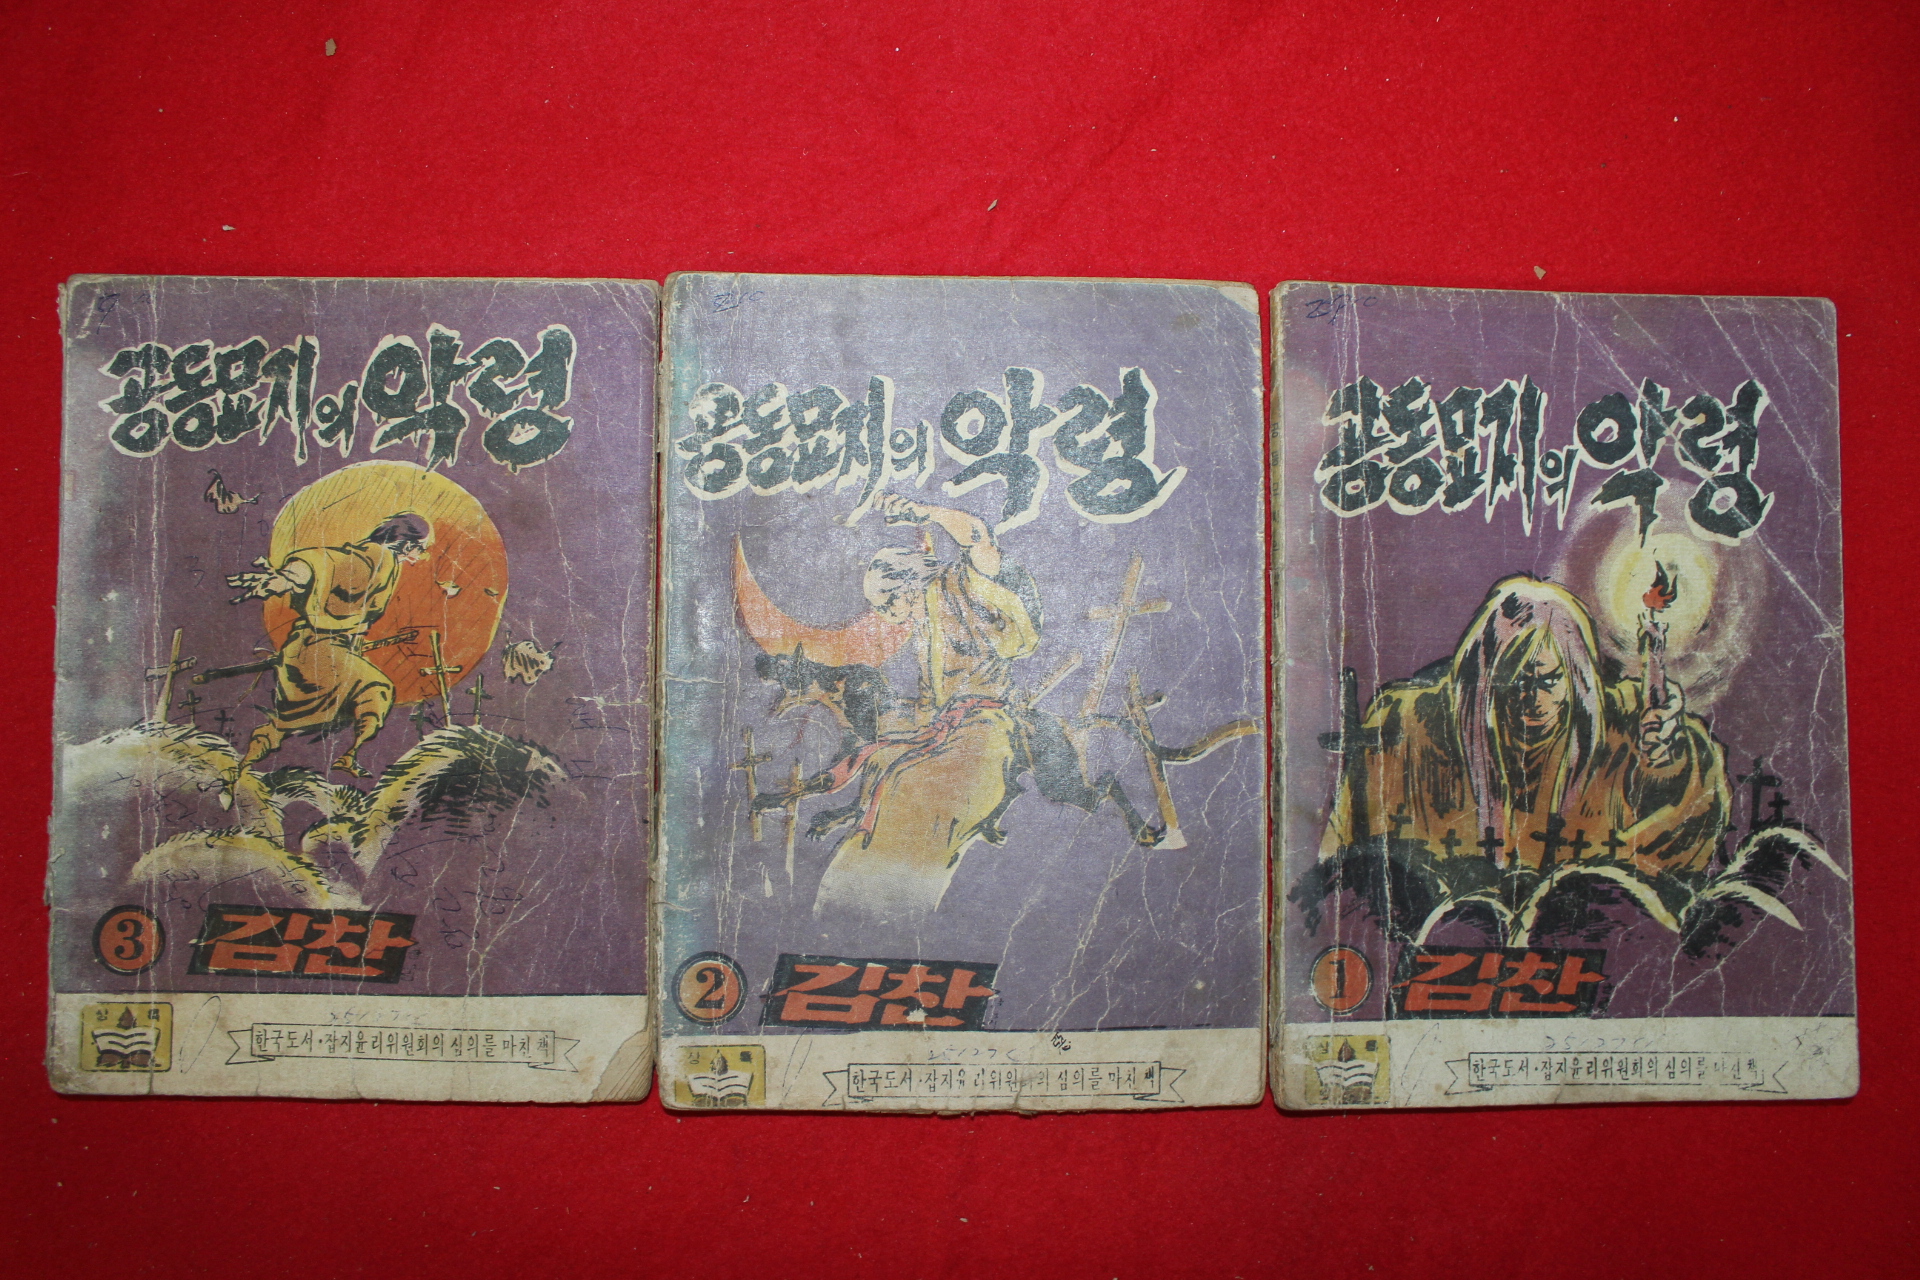 공동묘지의 악령
3 김찬
한국도서·잡지윤리위원회의 심의를 마친 책
공동묘지의 악령
2 김찬
한국도서·잡지윤리위원회의 심의를 마친 책
공동묘지의 악령
1 김찬
한국도서·잡지윤리위원회의 심의를 마친 책